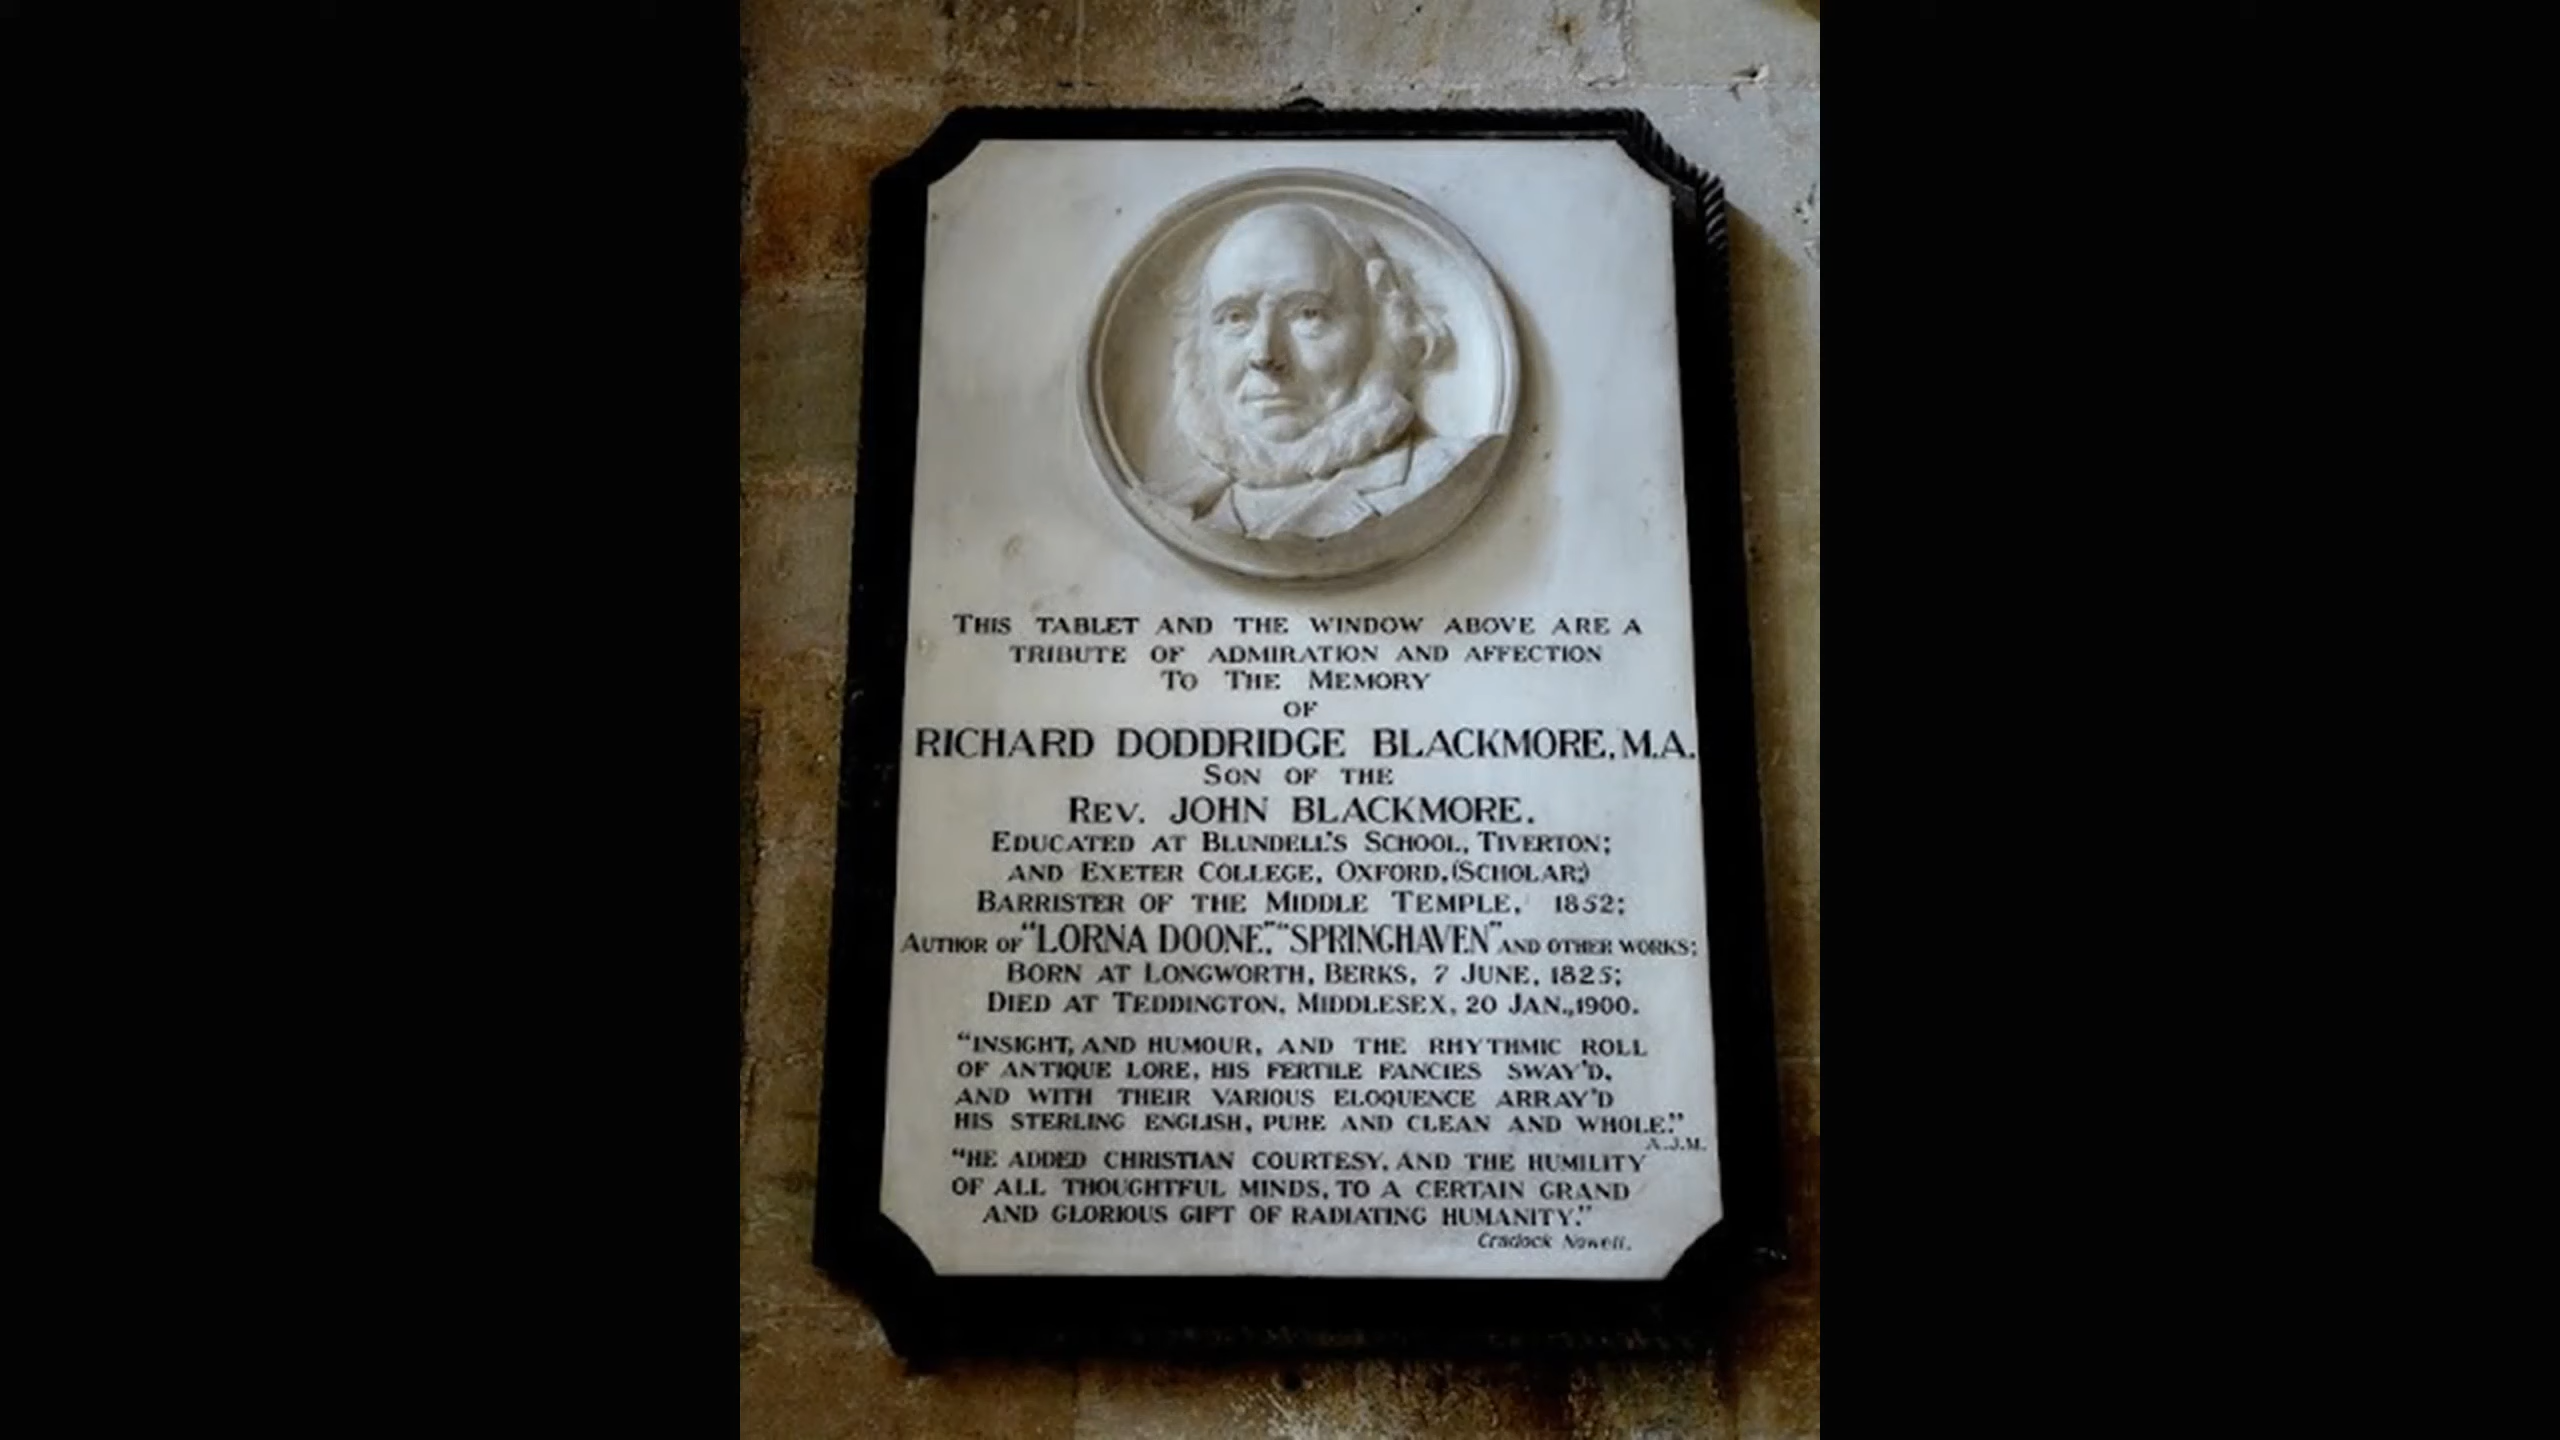 THIS TABLET AND THE WINDOW ABOVE ARE A
TRIBUTE OF ADMIRATION AND AFFECTION
TO THE MEMORY
OF
RICHARD DODDRIDGE BLACKMORE, M.A.
SON OF THE
REV. JOHN BLACKMORE.
EDUCATED AT BLUNDELL'S SCHOOL, TIVERTON;
AND EXETER COLLEGE, OXFORD, (SCHOLAR;)
BARRISTER OF THE MIDDLE TEMPLE, 1852;
AUTHOR OF "LORNA DOONE," "SPRINGHAVEN" AND OTHER WORKS;
BORN AT LONGWORTH, BERKS, 7 JUNE, 1825;
DIED AT TEDDINGTON, MIDDLESEX, 20 JAN., 1900.
"INSIGHT, AND HUMOUR, AND THE RHYTHMIC ROLL
OF ANTIQUE LORE, HIS FERTILE FANCIES SWAY'D,
AND WITH THEIR VARIOUS ELOQUENCE ARRAY'D
HIS STERLING ENGLISH, PURE AND CLEAN AND WHOLE."
A.J.M.
"HE ADDED CHRISTIAN COURTESY, AND THE HUMILITY
OF ALL THOUGHTFUL MINDS, TO A CERTAIN GRAND
AND GLORIOUS GIFT OF RADIATING HUMANITY."
Cradock Nowell.